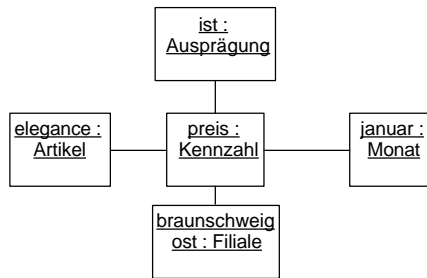 ist :
Ausprägung
elegance :
Artikel
preis :
Kennzahl
januar :
Monat
braunschweig
ost : Filiale